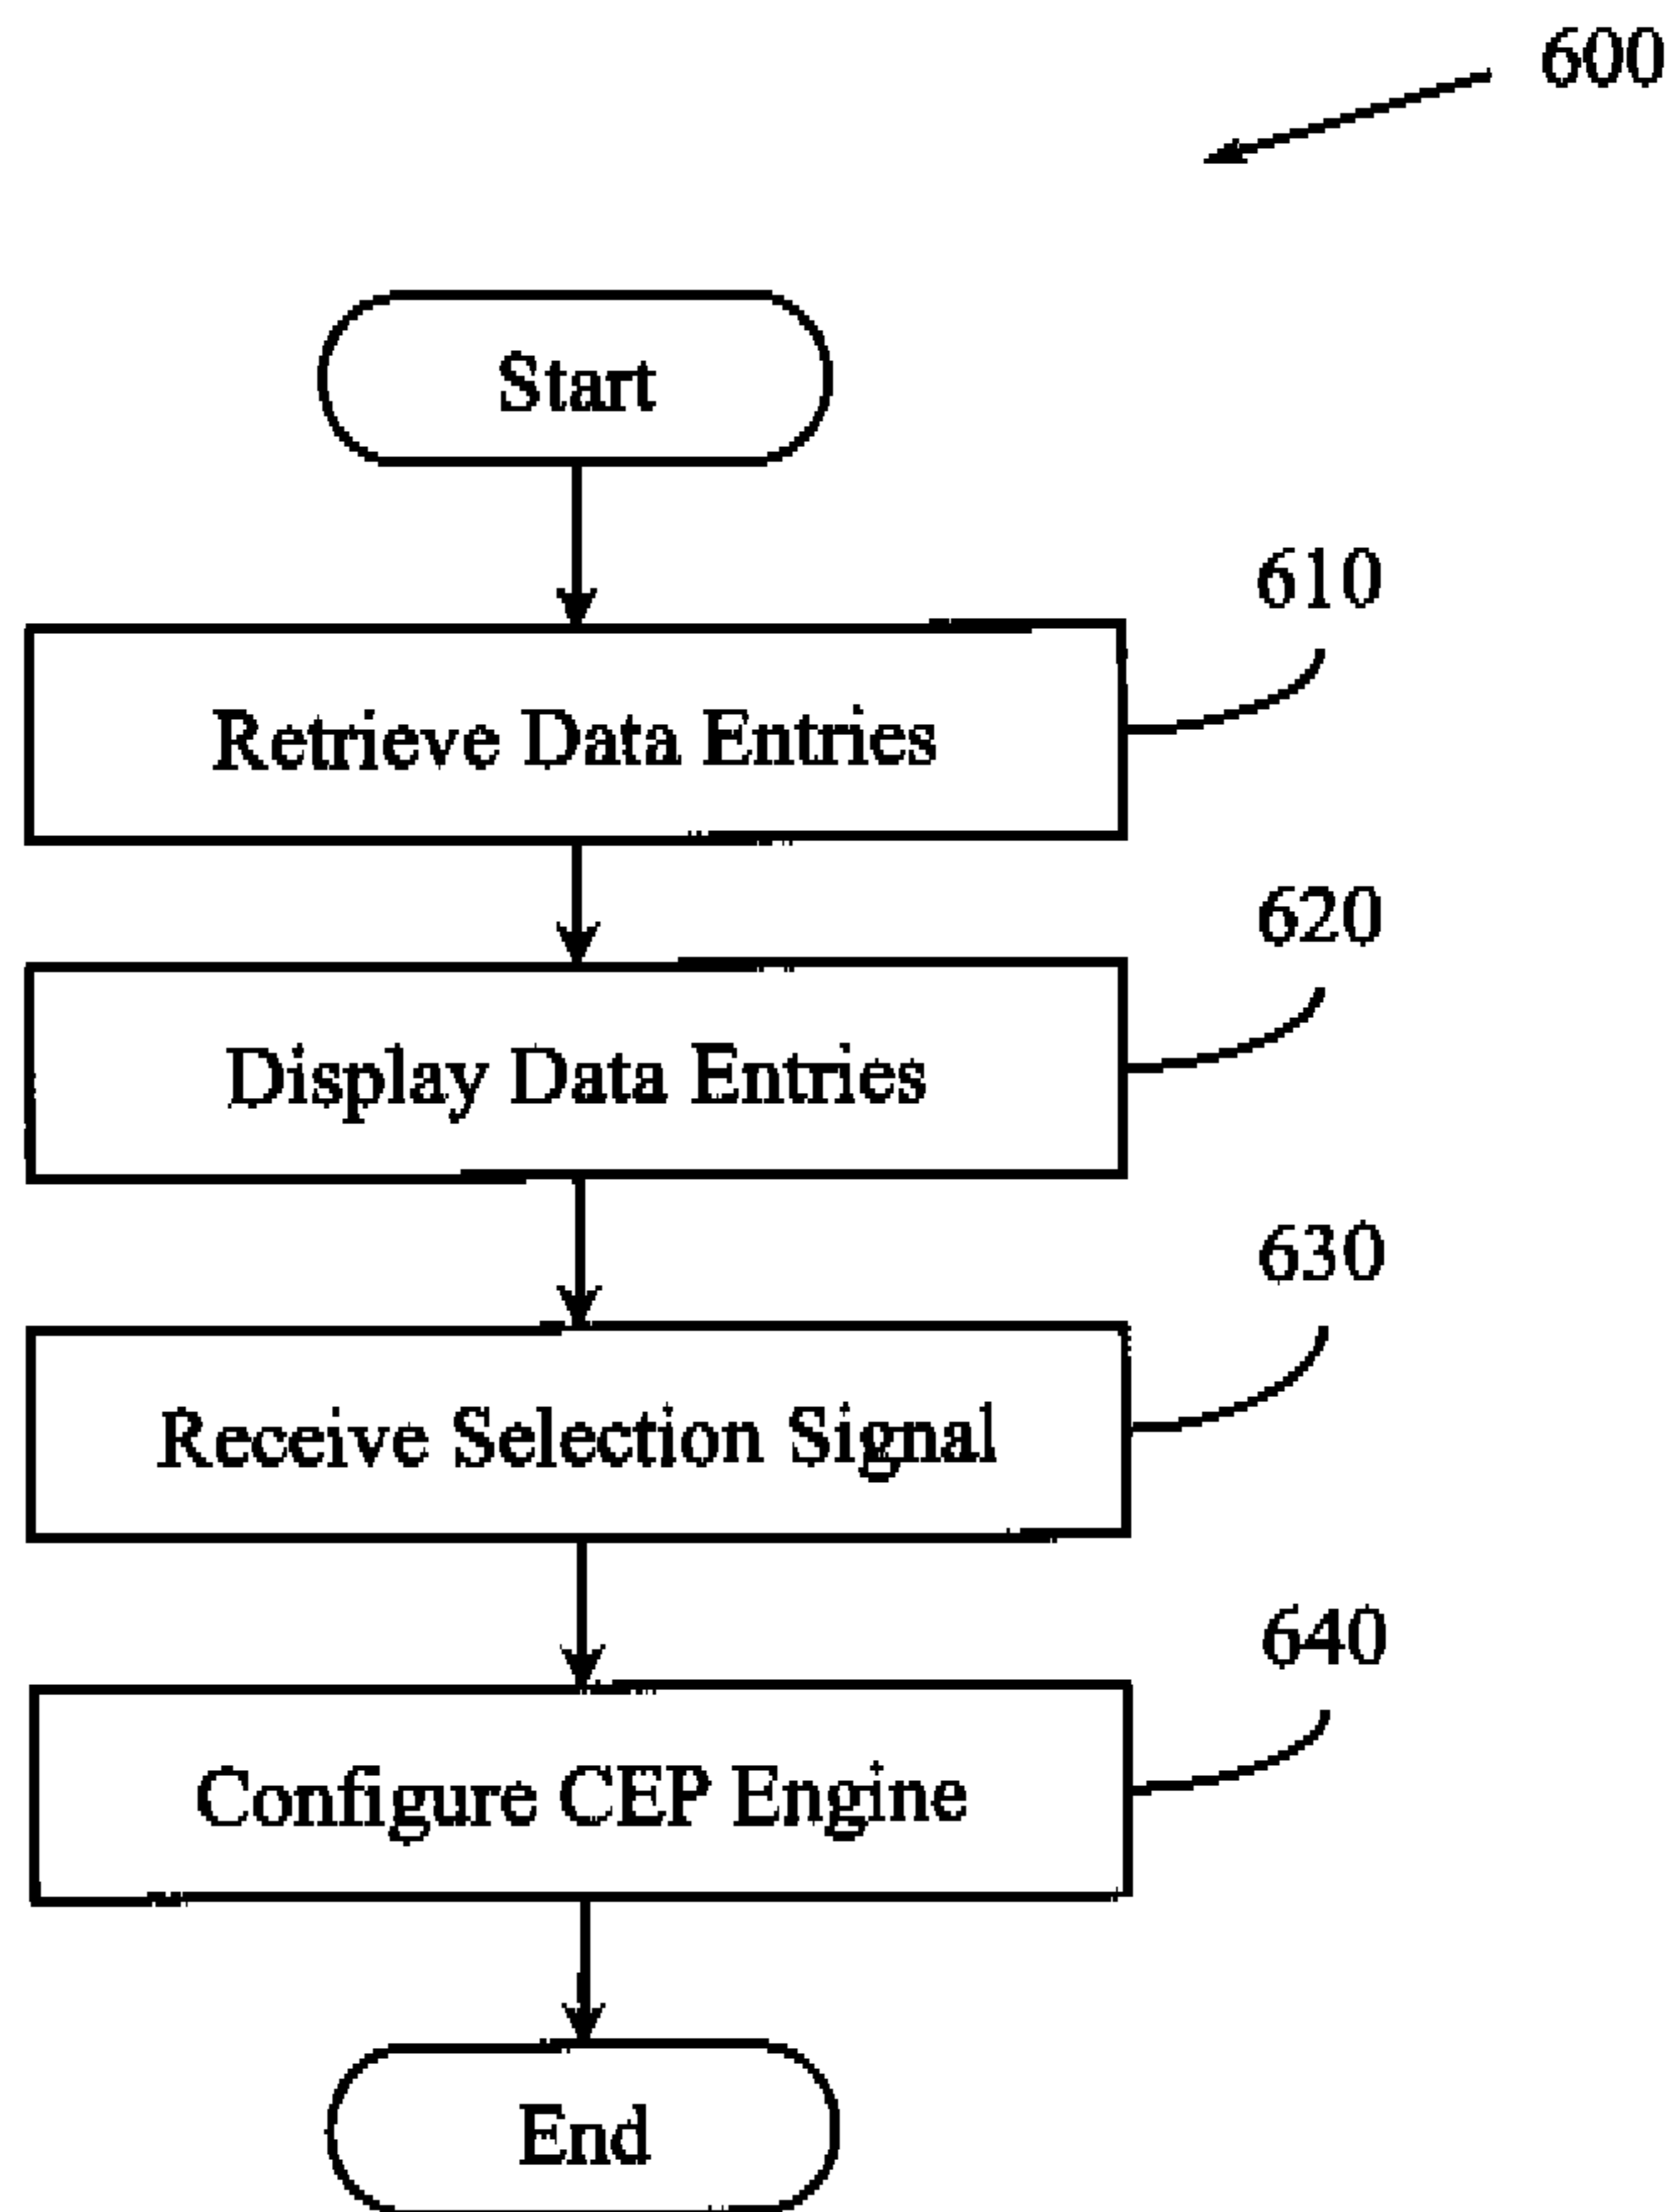 600
Start
610
Retrieve Data Entries
620
Display Data Entries
630
Receive Selection Signal
640
Configure CEP Engine
End